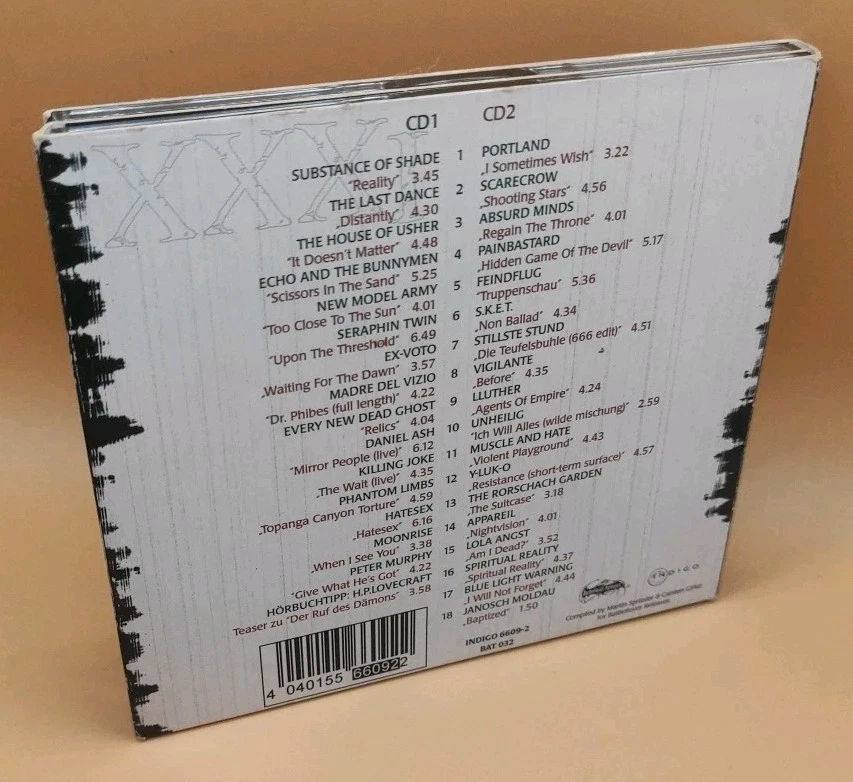 XXXI
CD1
SUBSTANCE OF SHADE
"Reality" 3.45
THE LAST DANCE
„Distantly" 4.30
THE HOUSE OF USHER
"It Doesn't Matter" 4.48
ECHO AND THE BUNNYMEN
"Scissors In The Sand" 5.25
NEW MODEL ARMY
"Too Close To The Sun" 4.01
SERAPHIN TWIN
"Upon The Threshold" 6.49
EX-VOTO
„Waiting For The Dawn" 3.57
MADRE DEL VIZIO
"Dr. Phibes (full length)" 4.22
EVERY NEW DEAD GHOST
"Relics" 4.04
DANIEL ASH
"Mirror People (live)" 6.12
KILLING JOKE
„The Wait (live)" 4.35
PHANTOM LIMBS
„Topanga Canyon Torture" 4.59
HATESEX
„Hatesex" 6.16
MOONRISE
„When I See You" 3.38
PETER MURPHY
"Give What He's Got" 4.22
HÖRBUCHTIPP: H.P.LOVECRAFT
Teaser zu "Der Ruf des Dämons" 3.58
1
2
3
4
5
6
7
8
9
10
11
12
13
14
15
16
17
18
CD2
PORTLAND
„I Sometimes Wish" 3.22
SCARECROW
„Shooting Stars" 4.56
ABSURD MINDS
„Regain The Throne" 4.01
PAINBASTARD
„Hidden Game Of The Devil" 5.17
FEINDFLUG
"Truppenschau" 5.36
S.K.E.T.
„Non Ballad" 4.34
STILLSTE STUND
„Die Teufelsbuhle (666 edit)" 4.51
VIGILANTE
„Before" 4.35
LLUTHER
„Agents Of Empire" 4.24
UNHEILIG
"Ich Will Alles (wilde mischung)" 2.59
MUSCLE AND HATE
„Violent Playground" 4.43
Y-LUK-O
„Resistance (short-term surface)" 4.57
THE RORSCHACH GARDEN
„The Suitcase" 3.18
APPAREIL
„Nightvision" 4.01
LOLA ANGST
„Am I Dead?" 3.52
SPIRITUAL REALITY
„Spiritual Reality" 4.37
BLUE LIGHT WARNING
„I Will Not Forget" 4.44
JANOSCH MOLDAU
„Baptized" 1.50
INDIGO 6609-2
BAT 032
INDIGO
4 040155 660922